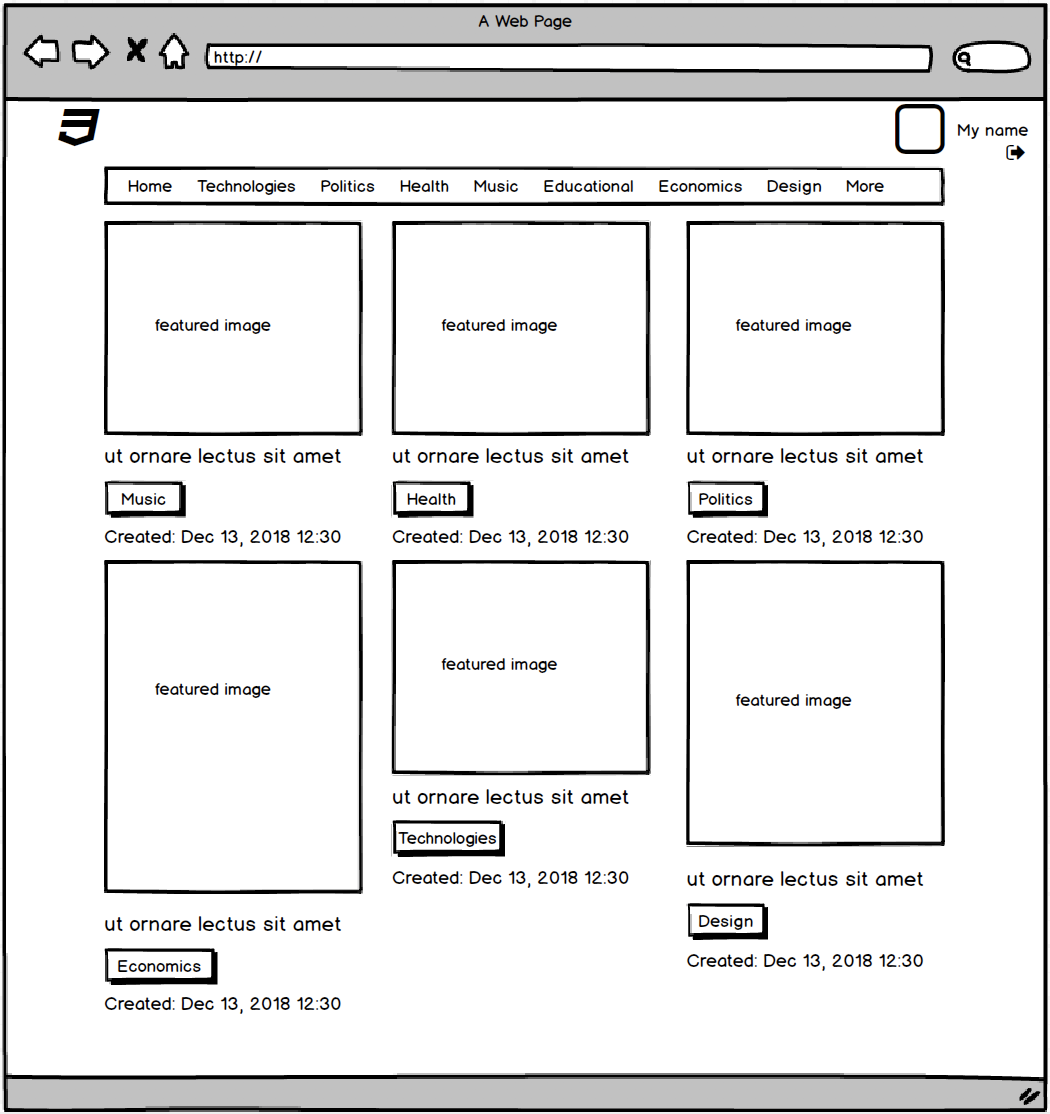 A Web Page
http://
My name
Home Technologies Politics Health Music Educational Economics Design More
featured image featured image featured image
ut ornare lectus sit amet ut ornare lectus sit amet ut ornare lectus sit amet
Music Health Politics
Created: Dec 13, 2018 12:30 Created: Dec 13, 2018 12:30 Created: Dec 13, 2018 12:30
featured image
featured image
featured image
ut ornare lectus sit amet
Technologies
Created: Dec 13, 2018 12:30
ut ornare lectus sit amet
Design
Created: Dec 13, 2018 12:30
ut ornare lectus sit amet
Economics
Created: Dec 13, 2018 12:30